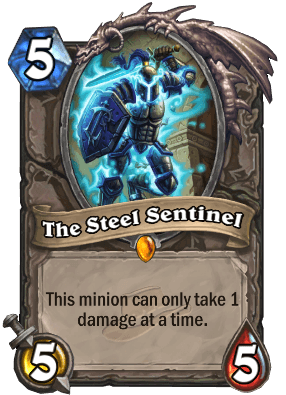 5
The Steel Sentinel
This minion can only take 1
damage at a time.
5 5